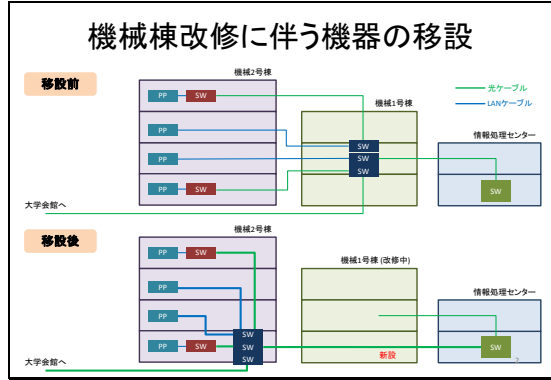 機械棟改修に伴う機器の移設
移設前
機械2号棟
光ケーブル
LANケーブル
機械1号棟
情報処理センター
PP SW
PP
PP
PP SW
SW
SW
SW
SW
大学会館へ
移設後
機械2号棟
機械1号棟 (改修中)
情報処理センター
PP SW
PP
PP
PP SW
SW
SW
SW
新設
SW
大学会館へ